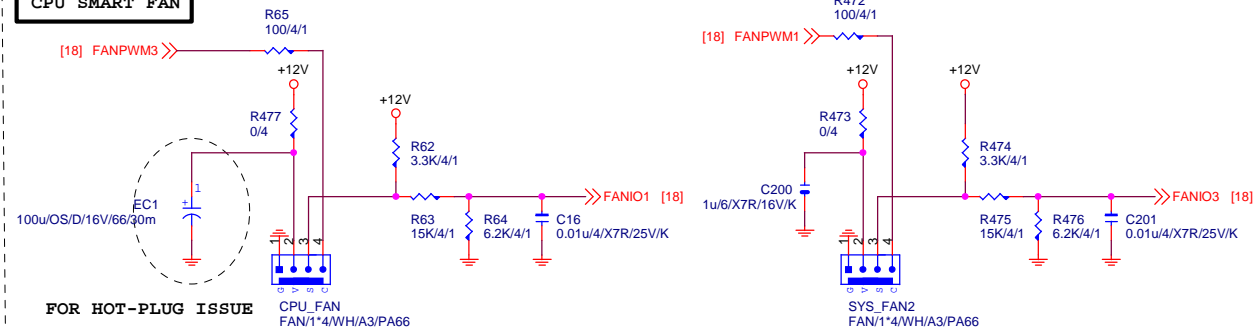 CPU SMART FAN
R65
100/4/1
[18] FANPWM3
+12V
R477
0/4
+12V
R62
3.3K/4/1
1
+
EC1
100u/OS/D/16V/66/30m
FANIO1 [18]
R63
15K/4/1
R64
6.2K/4/1
C16
0.01u/4/X7R/25V/K
1
2
3
4
G
V
S
C
FOR HOT-PLUG ISSUE
CPU_FAN
FAN/1*4/WH/A3/PA66
R472
100/4/1
[18] FANPWM1
+12V
R473
0/4
+12V
R474
3.3K/4/1
C200
1u/6/X7R/16V/K
FANIO3 [18]
R475
15K/4/1
R476
6.2K/4/1
C201
0.01u/4/X7R/25V/K
1
2
3
4
G
V
S
C
SYS_FAN2
FAN/1*4/WH/A3/PA66